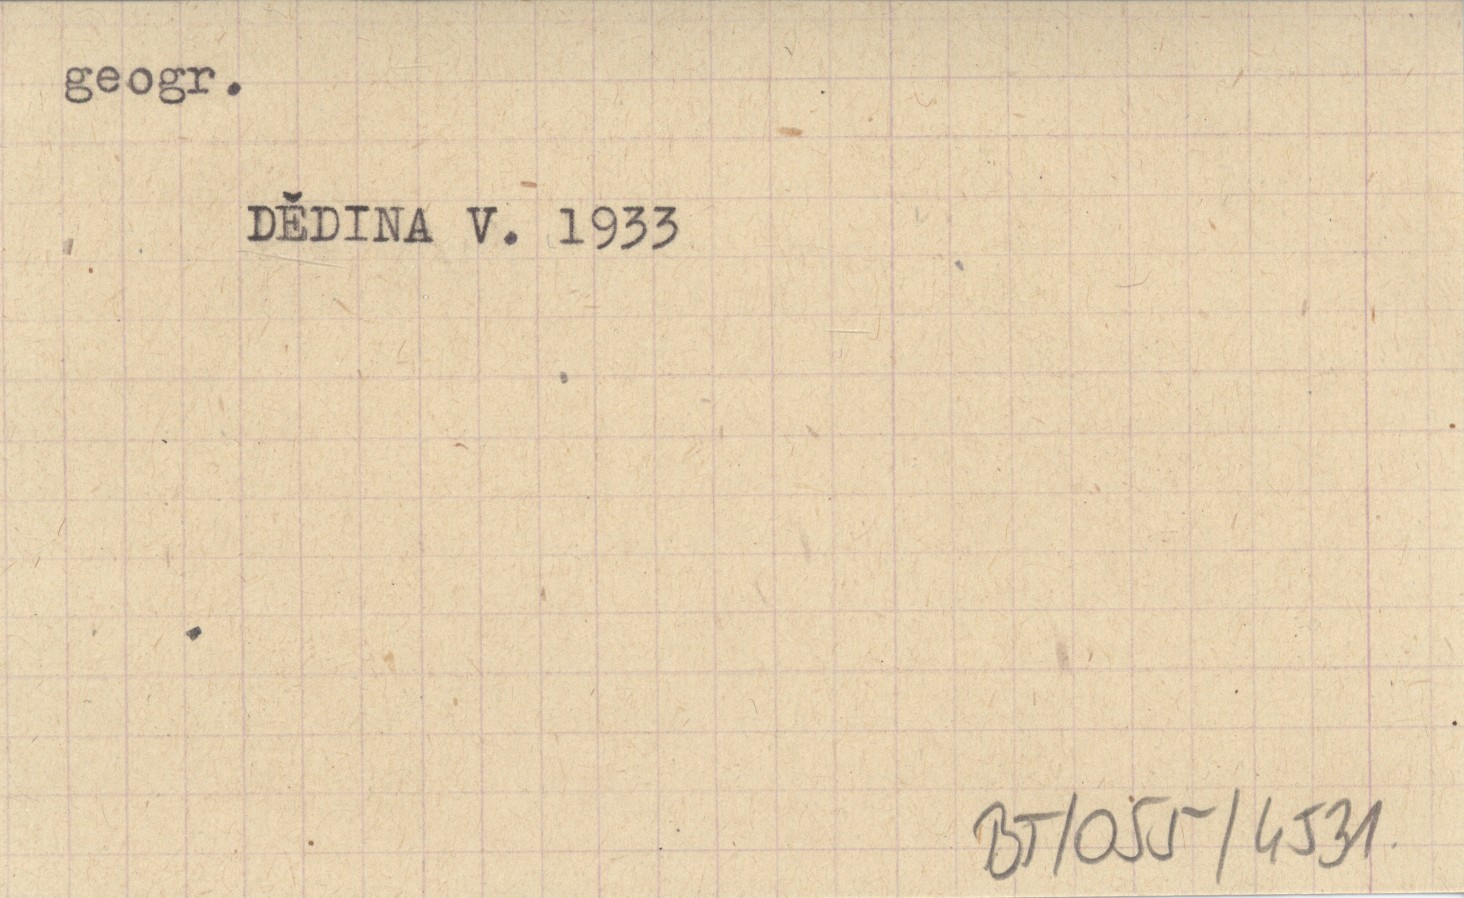 geogr.
DĚDINA V. 1933
BT/055/4531.